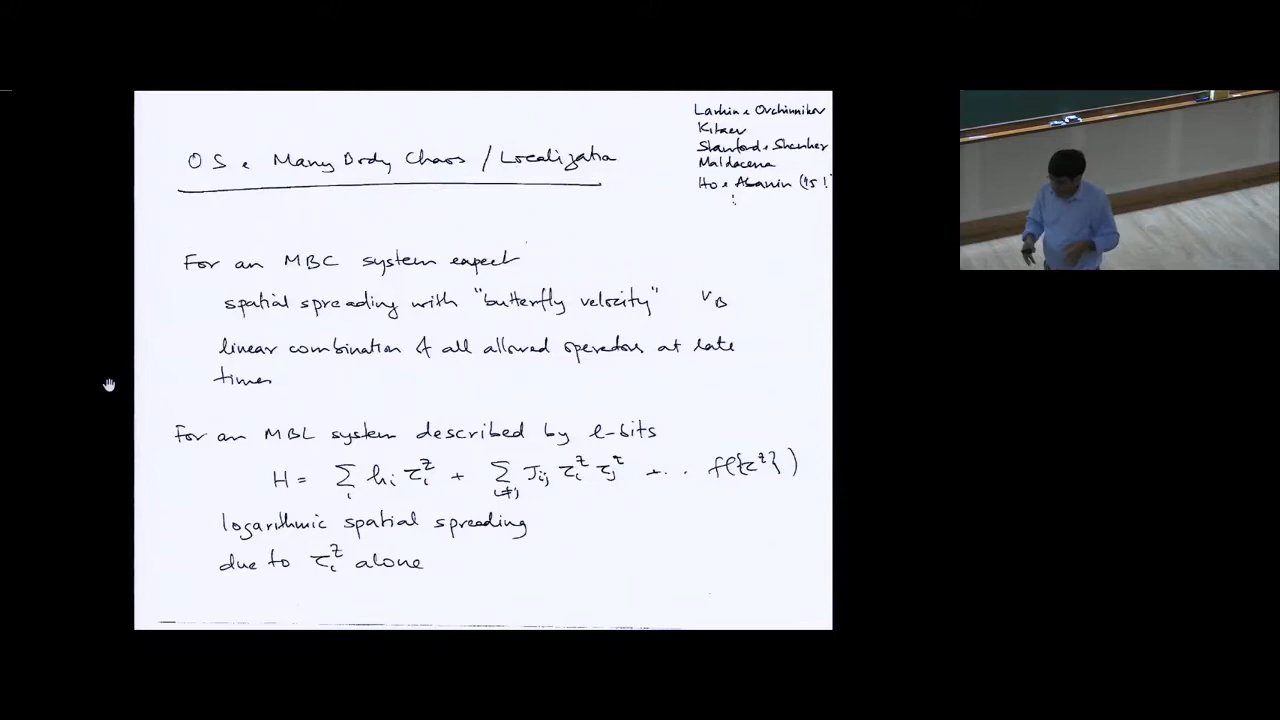 Larkin & Ovchinnikov
Kitaev
Stanford & Shenker
Maldacena
Ho & Abanin ('15!
⋮
OS & Many Body Chaos / Localization
For an MBC system expect
spatial spreading with "butterfly velocity" v_B
linear combination of all allowed operators at late
times
For an MBL system described by l-bits
H = Σ_i h_i τ_i^z + Σ_{i≠j} J_ij τ_i^z τ_j^z + ... f({τ^z})
logarithmic spatial spreading
due to τ_i^z alone